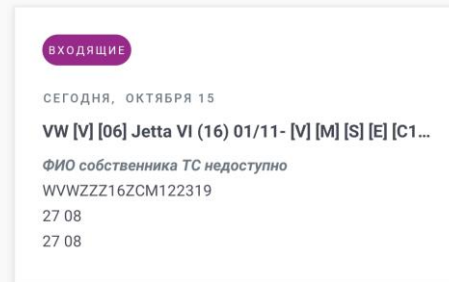 ВХОДЯЩИЕ
СЕГОДНЯ, ОКТЯБРЯ 15
VW [V] [06] Jetta VI (16) 01/11- [V] [M] [S] [E] [C1...
ФИО собственника ТС недоступно
WVWZZZ16ZCM122319
27 08
27 08